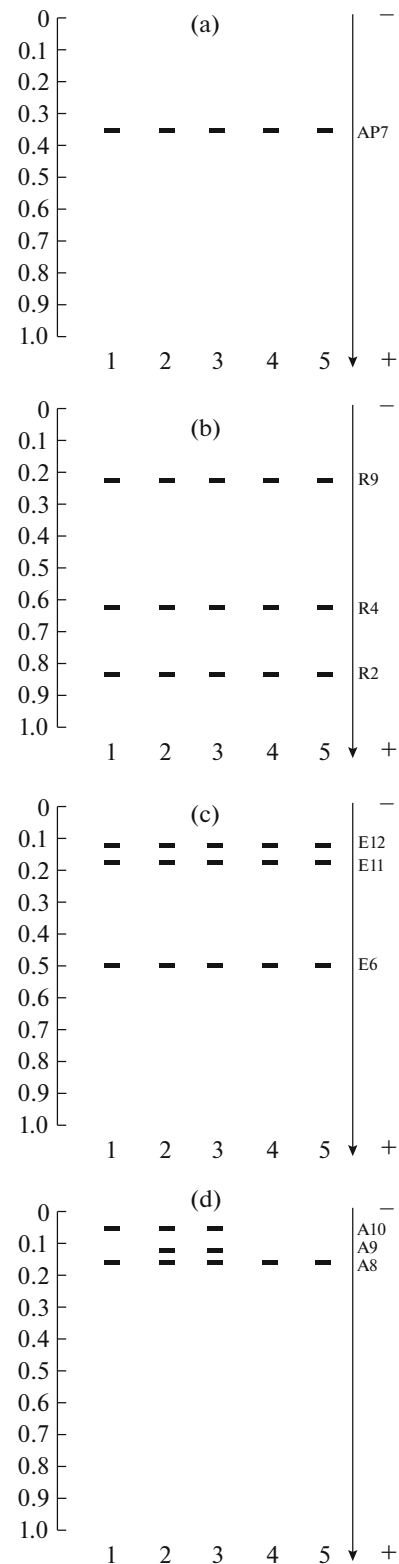 (a)
0 –
0.1
0.2
0.3
0.4 AP7
0.5
0.6
0.7
0.8
0.9
1.0
1 2 3 4 5 +
(b)
0 –
0.1
0.2 R9
0.3
0.4
0.5
0.6 R4
0.7
0.8 R2
0.9
1.0
1 2 3 4 5 +
(c)
0 –
0.1 E12
0.2 E11
0.3
0.4
0.5 E6
0.6
0.7
0.8
0.9
1.0
1 2 3 4 5 +
(d)
0 –
A10
0.1 A9
A8
0.2
0.3
0.4
0.5
0.6
0.7
0.8
0.9
1.0
1 2 3 4 5 +